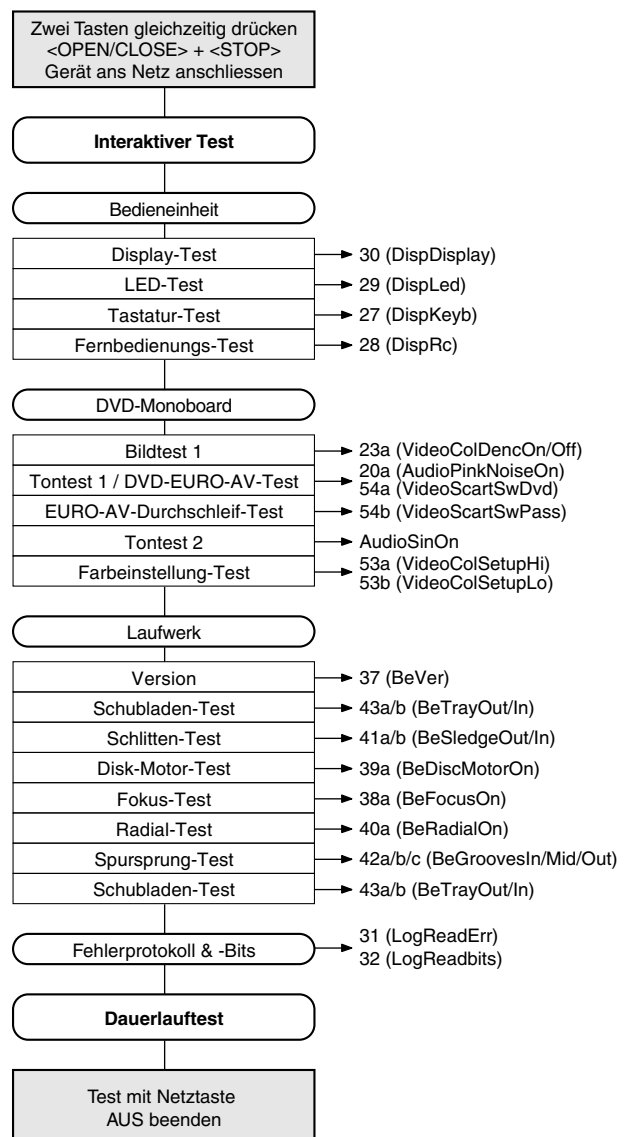 Zwei Tasten gleichzeitig drücken
<OPEN/CLOSE> + <STOP>
Gerät ans Netz anschliessen
Interaktiver Test
Bedieneinheit
Display-Test
30 (DispDisplay)
LED-Test
29 (DispLed)
Tastatur-Test
27 (DispKeyb)
Fernbedienungs-Test
28 (DispRc)
DVD-Monoboard
Bildtest 1
23a (VideoColDencOn/Off)
Tontest 1 / DVD-EURO-AV-Test
20a (AudioPinkNoiseOn)
54a (VideoScartSwDvd)
EURO-AV-Durchschleif-Test
54b (VideoScartSwPass)
Tontest 2
AudioSinOn
Farbeinstellung-Test
53a (VideoColSetupHi)
53b (VideoColSetupLo)
Laufwerk
Version
37 (BeVer)
Schubladen-Test
43a/b (BeTrayOut/In)
Schlitten-Test
41a/b (BeSledgeOut/In)
Disk-Motor-Test
39a (BeDiscMotorOn)
Fokus-Test
38a (BeFocusOn)
Radial-Test
40a (BeRadialOn)
Spursprung-Test
42a/b/c (BeGroovesIn/Mid/Out)
Schubladen-Test
43a/b (BeTrayOut/In)
Fehlerprotokoll & -Bits
31 (LogReadErr)
32 (LogReadbits)
Dauerlauftest
Test mit Netztaste
AUS beenden